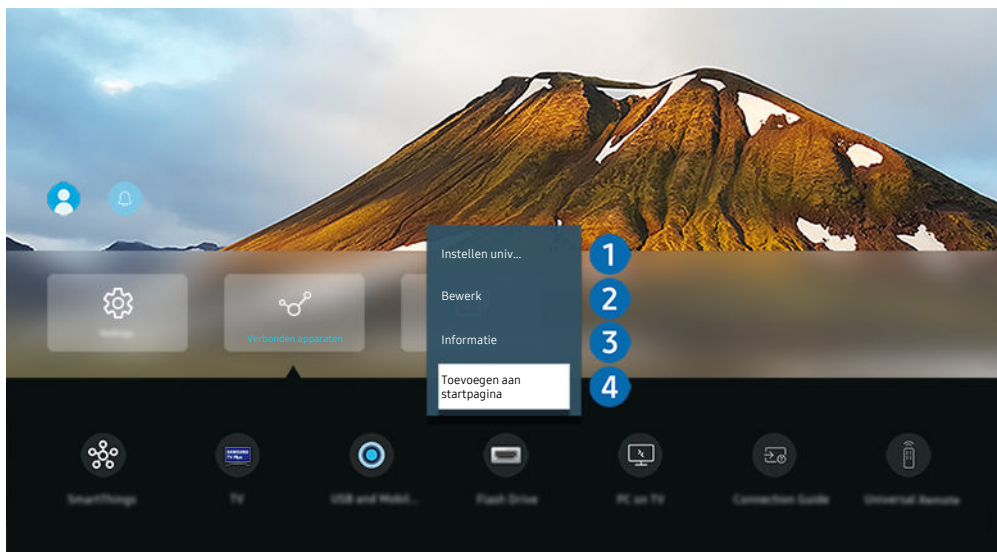 Instellen univ...
1
Bewerk
2
Informatie
3
Toevoegen aan
startpagina
4
Settings
Verbonden apparaten
SAMSUNG
TV Plus
SmartThings
TV
USB and Mobil...
Flash Drive
PC on TV
Connection Guide
Universal Remote